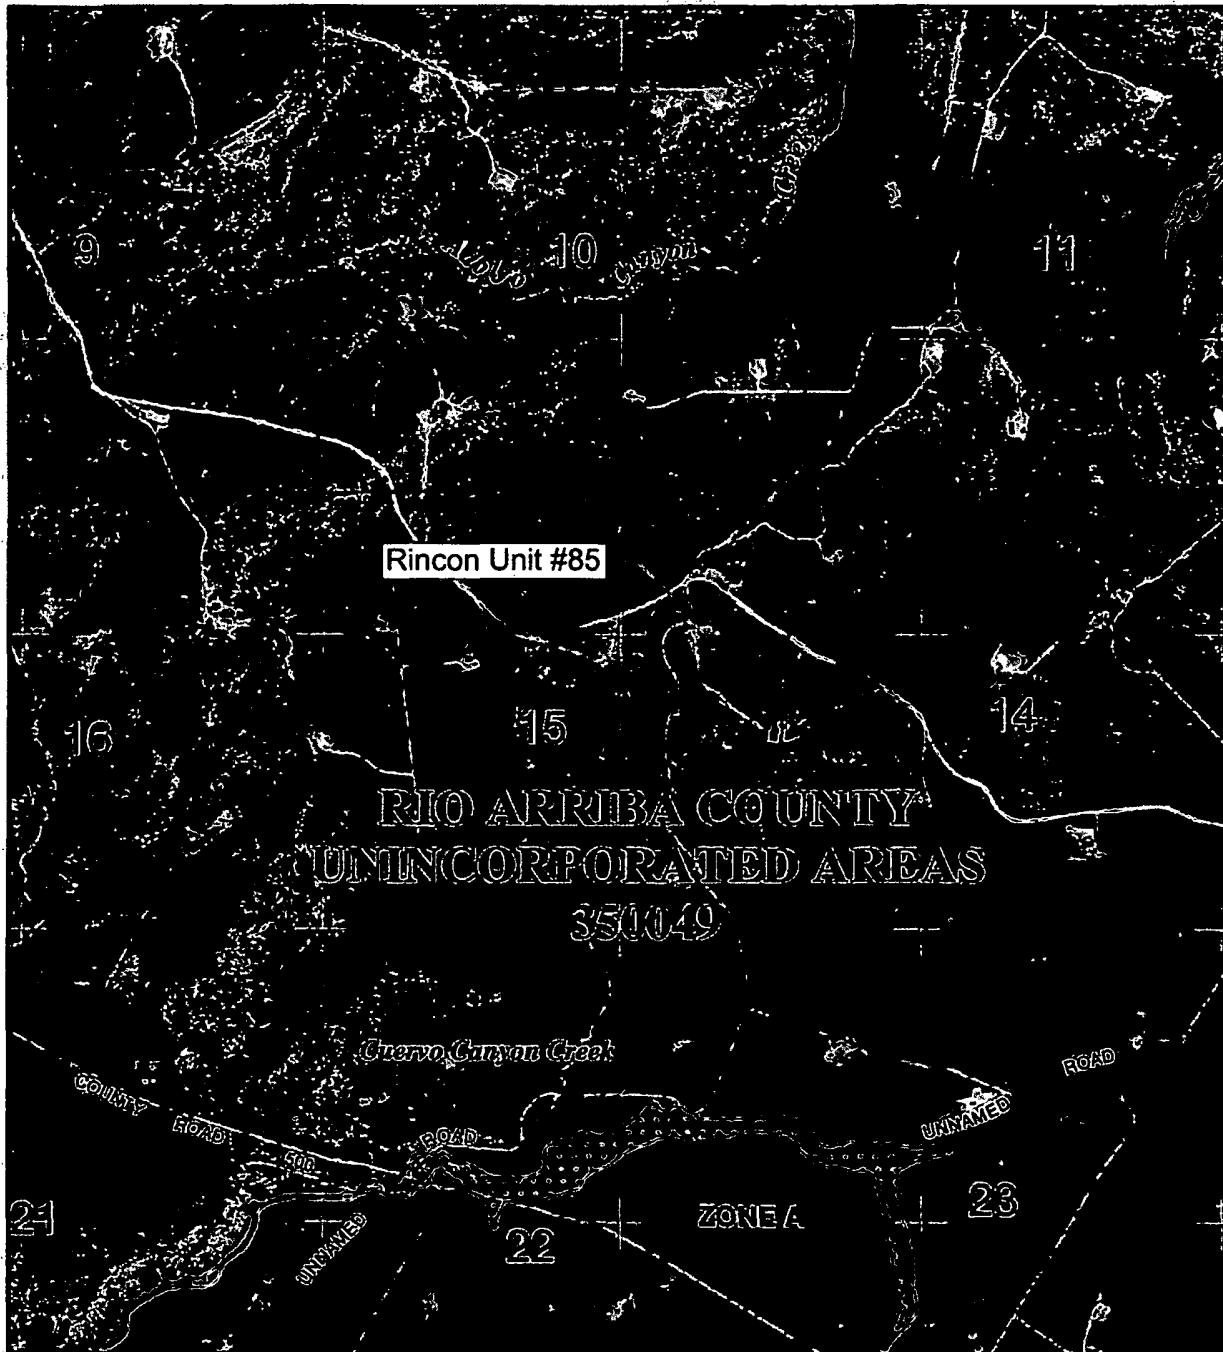 9
10
11
Canyon
Creek
Rincon Unit #85
16
15
14
RIO ARRIBA COUNTY
UNINCORPORATED AREAS
350049
Cuervo Canyon Creek
COUNTY ROAD 500
ROAD
UNNAMED
ROAD
21
UNNAMED
22
ZONE A
23